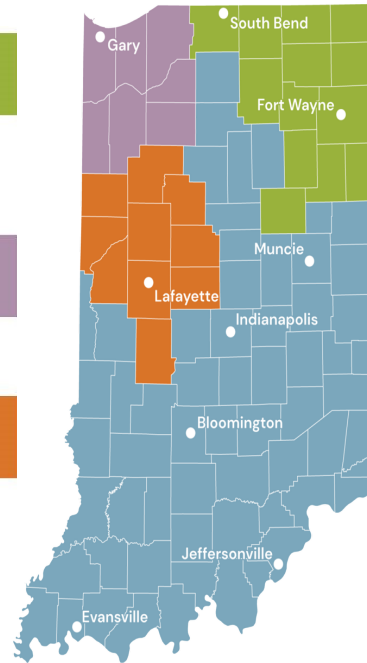 South Bend
Gary
Fort Wayne
Muncie
Lafayette
Indianapolis
Bloomington
Jeffersonville
Evansville